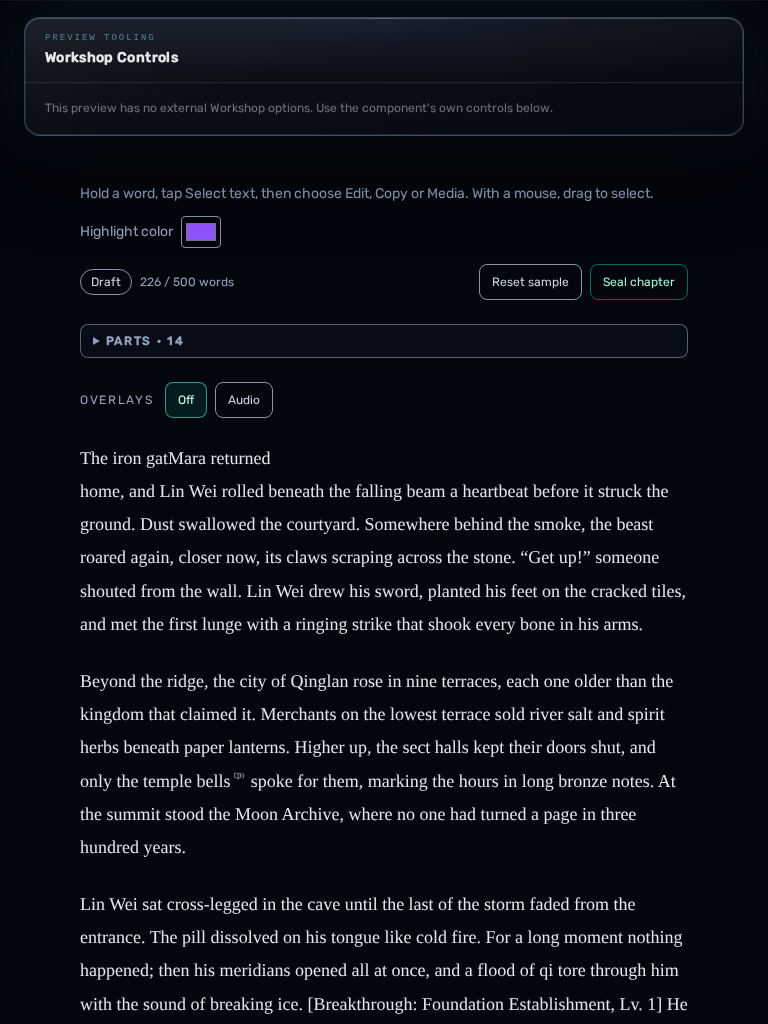 PREVIEW TOOLING
Workshop Controls
This preview has no external Workshop options. Use the component's own controls below.
Hold a word, tap Select text, then choose Edit, Copy or Media. With a mouse, drag to select.
Highlight color
Draft 226 / 500 words Reset sample Seal chapter
PARTS • 14
OVERLAYS Off Audio
The iron gatMara returned
home, and Lin Wei rolled beneath the falling beam a heartbeat before it struck the
ground. Dust swallowed the courtyard. Somewhere behind the smoke, the beast
roared again, closer now, its claws scraping across the stone. “Get up!” someone
shouted from the wall. Lin Wei drew his sword, planted his feet on the cracked tiles,
and met the first lunge with a ringing strike that shook every bone in his arms.
Beyond the ridge, the city of Qinglan rose in nine terraces, each one older than the
kingdom that claimed it. Merchants on the lowest terrace sold river salt and spirit
herbs beneath paper lanterns. Higher up, the sect halls kept their doors shut, and
only the temple bells spoke for them, marking the hours in long bronze notes. At
the summit stood the Moon Archive, where no one had turned a page in three
hundred years.
Lin Wei sat cross-legged in the cave until the last of the storm faded from the
entrance. The pill dissolved on his tongue like cold fire. For a long moment nothing
happened; then his meridians opened all at once, and a flood of qi tore through him
with the sound of breaking ice. [Breakthrough: Foundation Establishment, Lv. 1] He